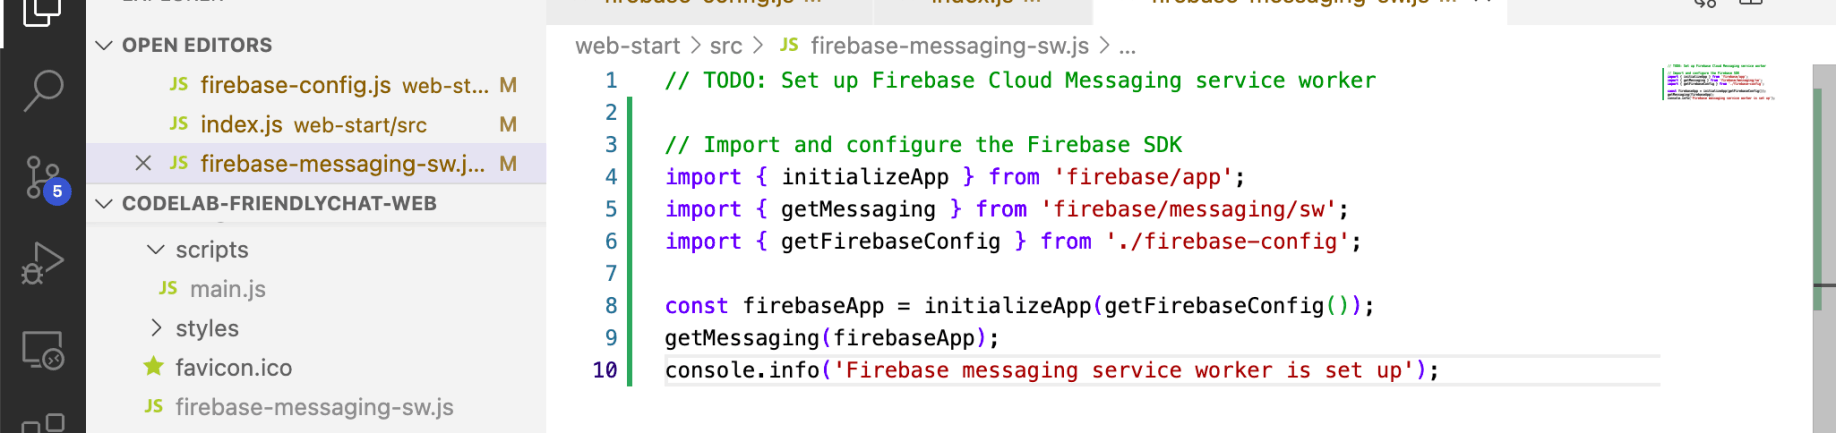 OPEN EDITORS
JS firebase-config.js web-st... M
JS index.js web-start/src M
JS firebase-messaging-sw.j... M
5
CODELAB-FRIENDLYCHAT-WEB
scripts
JS main.js
styles
favicon.ico
JS firebase-messaging-sw.js
web-start > src > JS firebase-messaging-sw.js > ...
1 // TODO: Set up Firebase Cloud Messaging service worker
2
3 // Import and configure the Firebase SDK
4 import { initializeApp } from 'firebase/app';
5 import { getMessaging } from 'firebase/messaging/sw';
6 import { getFirebaseConfig } from './firebase-config';
7
8 const firebaseApp = initializeApp(getFirebaseConfig());
9 getMessaging(firebaseApp);
10 console.info('Firebase messaging service worker is set up');